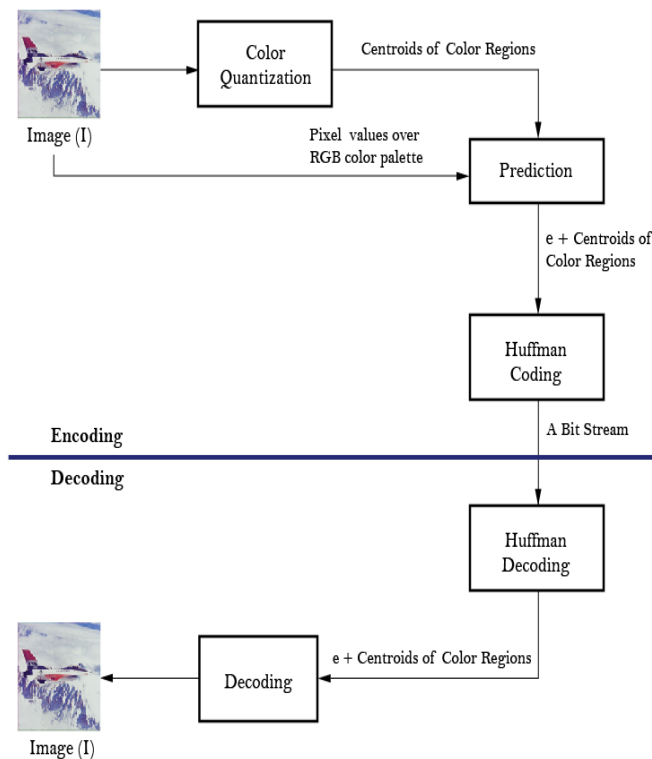 Color
Quantization
Centroids of Color Regions
Image (I)
Pixel values over
RGB color palette
Prediction
e + Centroids of
Color Regions
Huffman
Coding
A Bit Stream
Encoding
Decoding
Huffman
Decoding
e + Centroids of Color Regions
Decoding
Image (I)